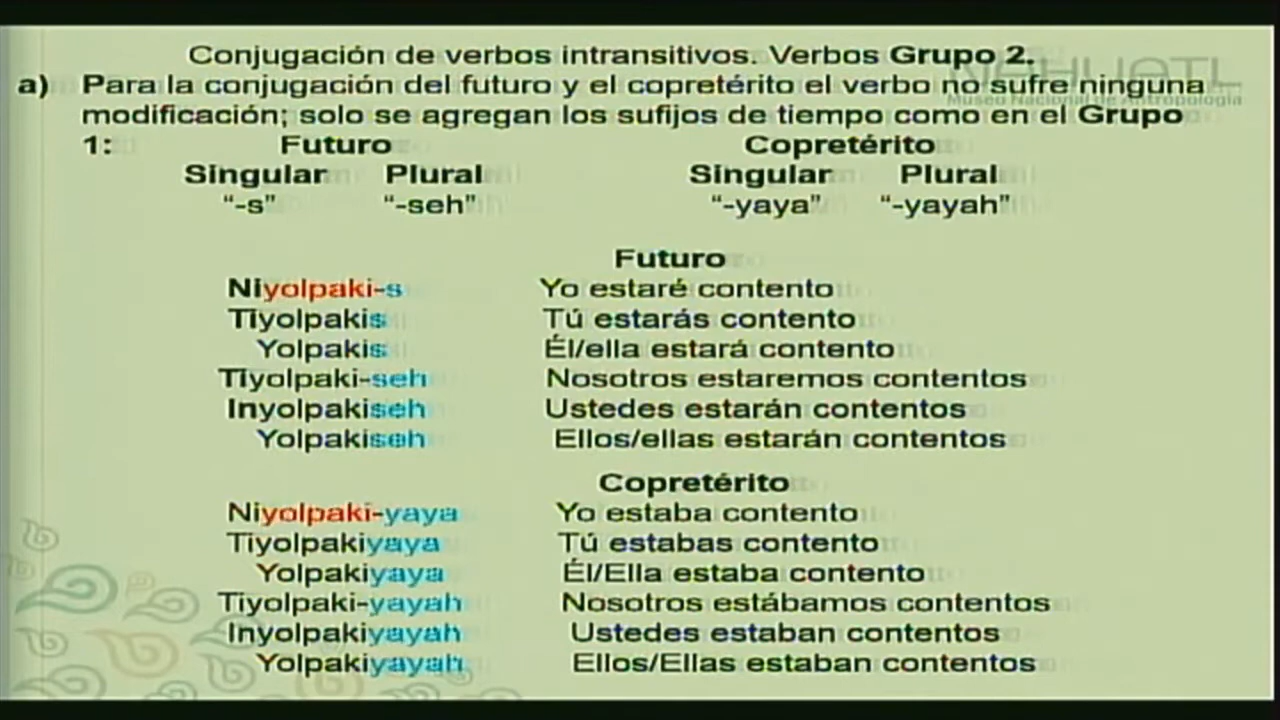 Conjugación de verbos intransitivos. Verbos Grupo 2.
NAHUATL
a) Para la conjugación del futuro y el copretérito el verbo no sufre ninguna
Museo Nacional de Antropología
modificación; solo se agregan los sufijos de tiempo como en el Grupo
1: Futuro Copretérito
Singular Plural Singular Plural
“-s” “-seh” “-yaya” “-yayah”
Futuro
Niyolpaki-s Yo estaré contento
Tiyolpakis Tú estarás contento
Yolpakis Él/ella estará contento
Tiyolpaki-seh Nosotros estaremos contentos
Inyolpakiseh Ustedes estarán contentos
Yolpakiseh Ellos/ellas estarán contentos
Copretérito
Niyolpaki-yaya Yo estaba contento
Tiyolpakiyaya Tú estabas contento
Yolpakiyaya Él/Ella estaba contento
Tiyolpaki-yayah Nosotros estábamos contentos
Inyolpakiyayah Ustedes estaban contentos
Yolpakiyayah Ellos/Ellas estaban contentos